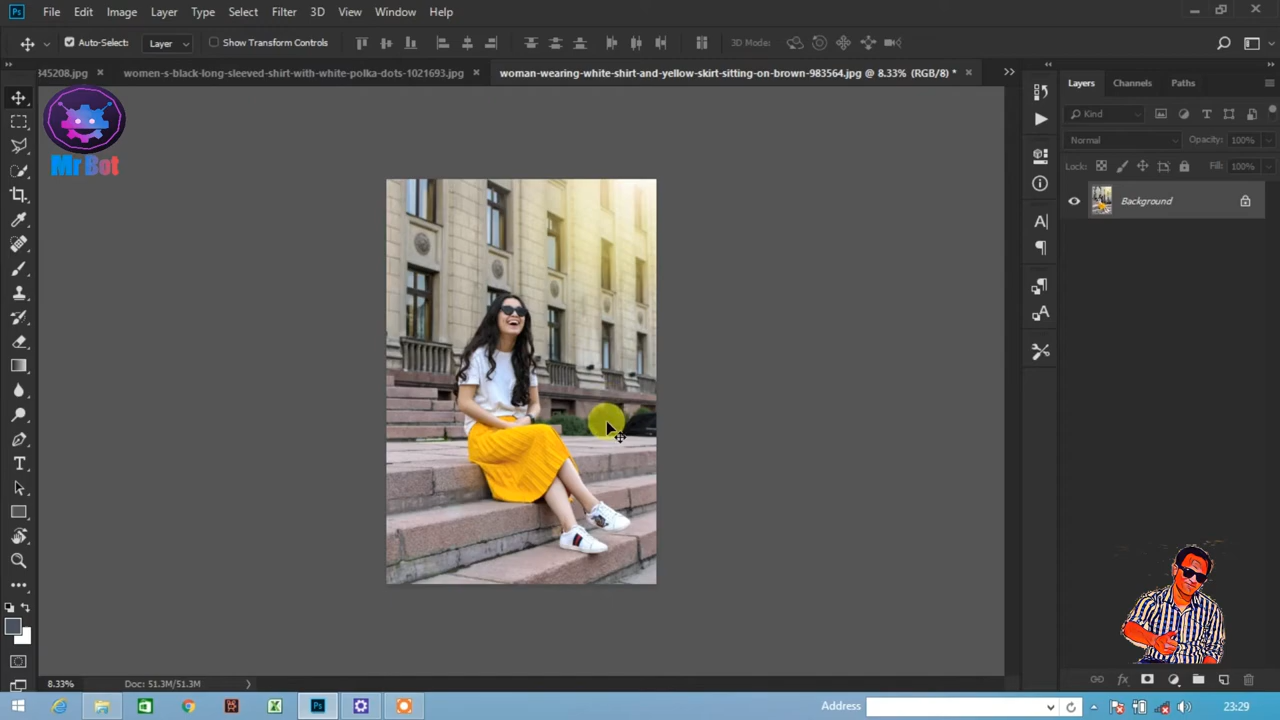 Ps File Edit Image Layer Type Select Filter 3D View Window Help
Auto-Select: Layer Show Transform Controls 3D Mode:
345208.jpg × women-s-black-long-sleeved-shirt-with-white-polka-dots-1021693.jpg × woman-wearing-white-shirt-and-yellow-skirt-sitting-on-brown-983564.jpg @ 8.33% (RGB/8) * ×
Layers Channels Paths
Kind
Normal Opacity: 100%
Lock: Fill: 100%
Background
Mr Bot
8.33% Doc: 51.3M/51.3M
Address 23:29